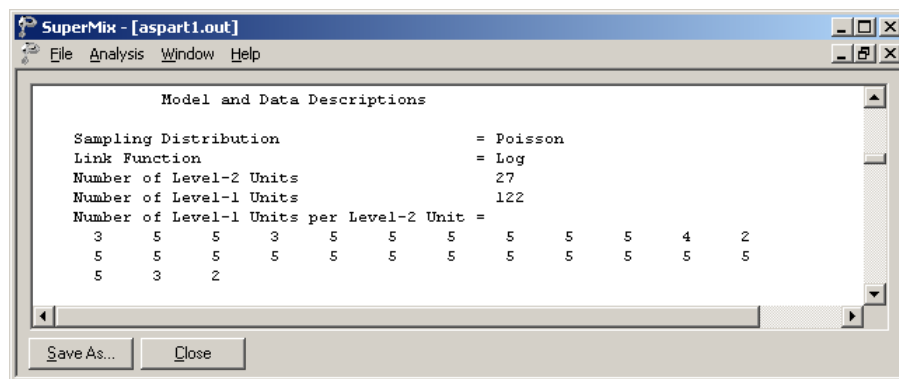 SuperMix - [aspart1.out]
File Analysis Window Help
Model and Data Descriptions
Sampling Distribution = Poisson
Link Function = Log
Number of Level-2 Units 27
Number of Level-1 Units 122
Number of Level-1 Units per Level-2 Unit =
3 5 5 3 5 5 5 5 5 5 4 2
5 5 5 5 5 5 5 5 5 5 5 5
5 3 2
Save As... Close